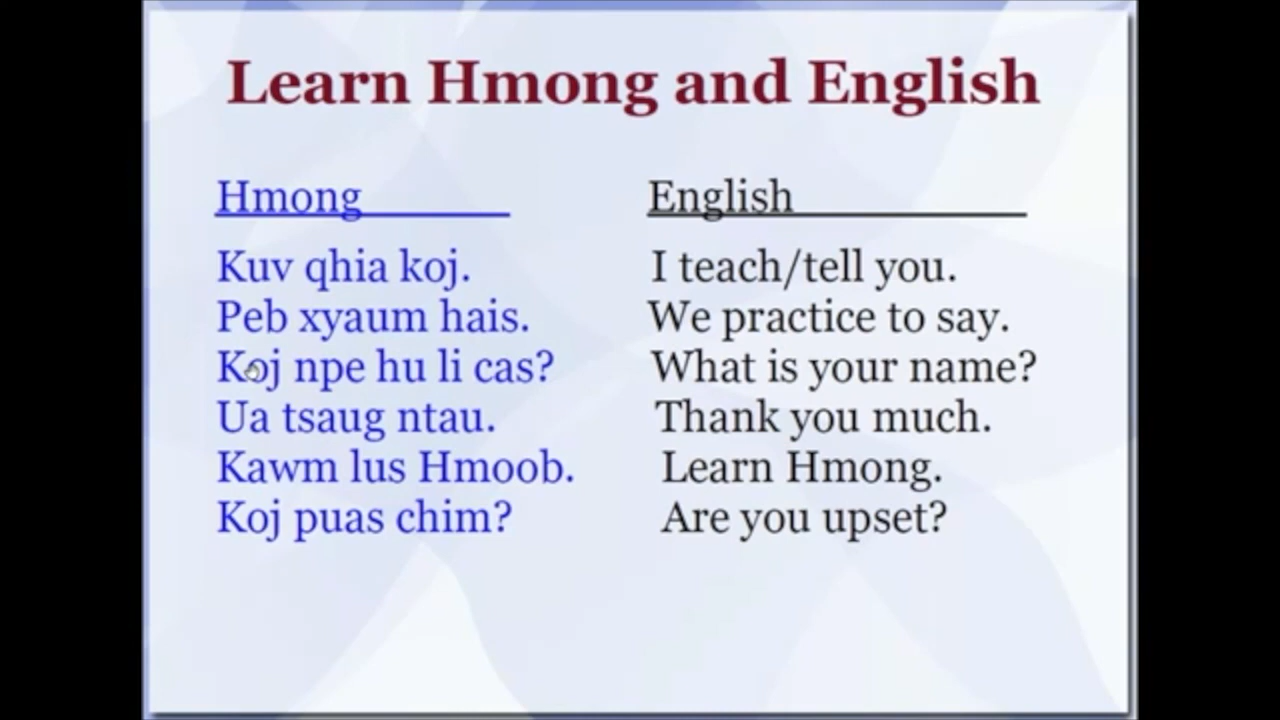 Learn Hmong and English
Hmong English
Kuv qhia koj. I teach/tell you.
Peb xyaum hais. We practice to say.
Koj npe hu li cas? What is your name?
Ua tsaug ntau. Thank you much.
Kawm lus Hmoob. Learn Hmong.
Koj puas chim? Are you upset?